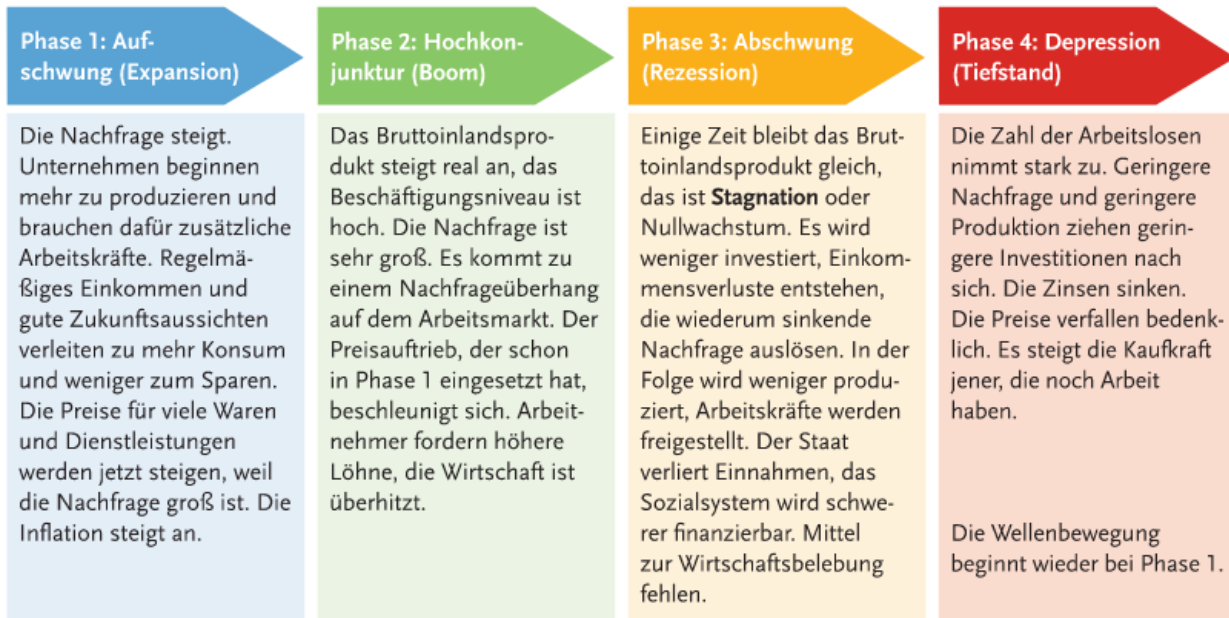 Phase 1: Auf-
schwung (Expansion)
Die Nachfrage steigt.
Unternehmen beginnen
mehr zu produzieren und
brauchen dafür zusätzliche
Arbeitskräfte. Regelmä-
ßiges Einkommen und
gute Zukunftsaussichten
verleiten zu mehr Konsum
und weniger zum Sparen.
Die Preise für viele Waren
und Dienstleistungen
werden jetzt steigen, weil
die Nachfrage groß ist. Die
Inflation steigt an.
Phase 2: Hochkon-
junktur (Boom)
Das Bruttoinlandspro-
dukt steigt real an, das
Beschäftigungsniveau ist
hoch. Die Nachfrage ist
sehr groß. Es kommt zu
einem Nachfrageüberhang
auf dem Arbeitsmarkt. Der
Preisauftrieb, der schon
in Phase 1 eingesetzt hat,
beschleunigt sich. Arbeit-
nehmer fordern höhere
Löhne, die Wirtschaft ist
überhitzt.
Phase 3: Abschwung
(Rezession)
Einige Zeit bleibt das Brut-
toinlandsprodukt gleich,
das ist Stagnation oder
Nullwachstum. Es wird
weniger investiert, Einkom-
mensverluste entstehen,
die wiederum sinkende
Nachfrage auslösen. In der
Folge wird weniger produ-
ziert, Arbeitskräfte werden
freigestellt. Der Staat
verliert Einnahmen, das
Sozialsystem wird schwe-
rer finanzierbar. Mittel
zur Wirtschaftsbelebung
fehlen.
Phase 4: Depression
(Tiefstand)
Die Zahl der Arbeitslosen
nimmt stark zu. Geringere
Nachfrage und geringere
Produktion ziehen gerin-
gere Investitionen nach
sich. Die Zinsen sinken.
Die Preise verfallen bedenk-
lich. Es steigt die Kaufkraft
jener, die noch Arbeit
haben.
Die Wellenbewegung
beginnt wieder bei Phase 1.